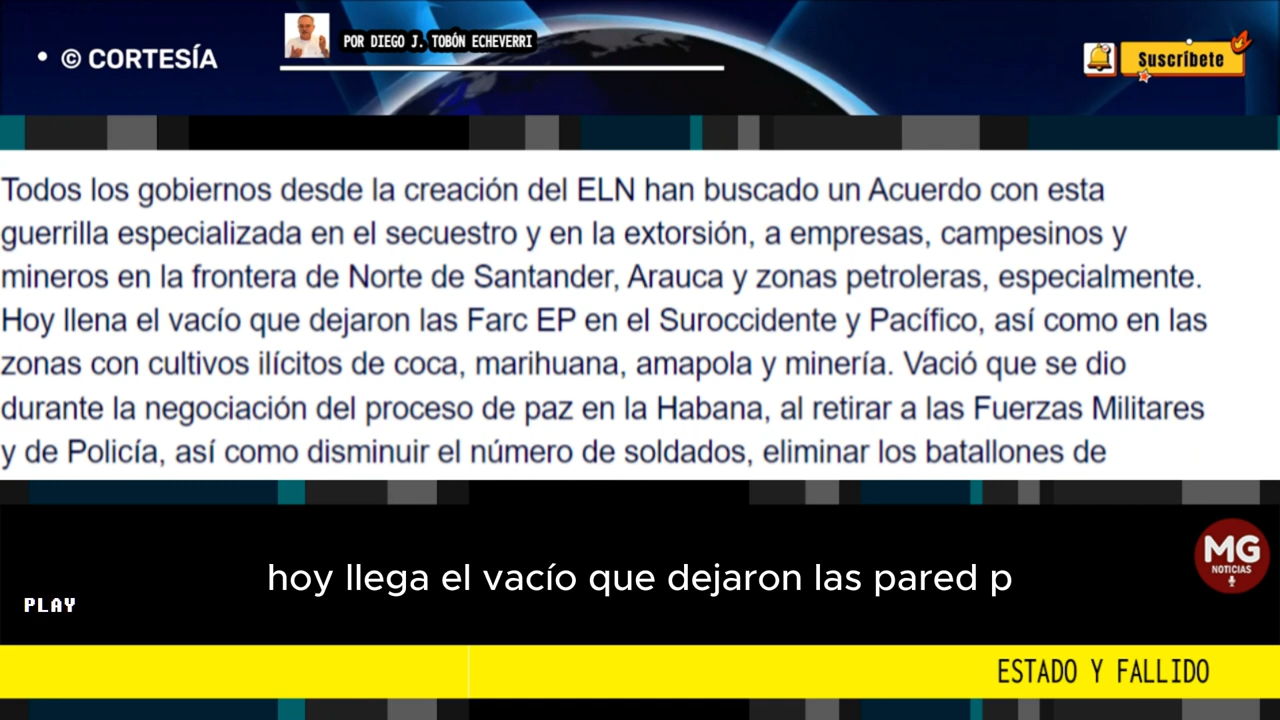 • © CORTESÍA
POR DIEGO J. TOBÓN ECHEVERRI
Suscríbete
Todos los gobiernos desde la creación del ELN han buscado un Acuerdo con esta
guerrilla especializada en el secuestro y en la extorsión, a empresas, campesinos y
mineros en la frontera de Norte de Santander, Arauca y zonas petroleras, especialmente.
Hoy llena el vacío que dejaron las Farc EP en el Suroccidente y Pacífico, así como en las
zonas con cultivos ilícitos de coca, marihuana, amapola y minería. Vació que se dio
durante la negociación del proceso de paz en la Habana, al retirar a las Fuerzas Militares
y de Policía, así como disminuir el número de soldados, eliminar los batallones de
hoy llega el vacío que dejaron las pared p
MG
NOTICIAS
PLAY
ESTADO Y FALLIDO